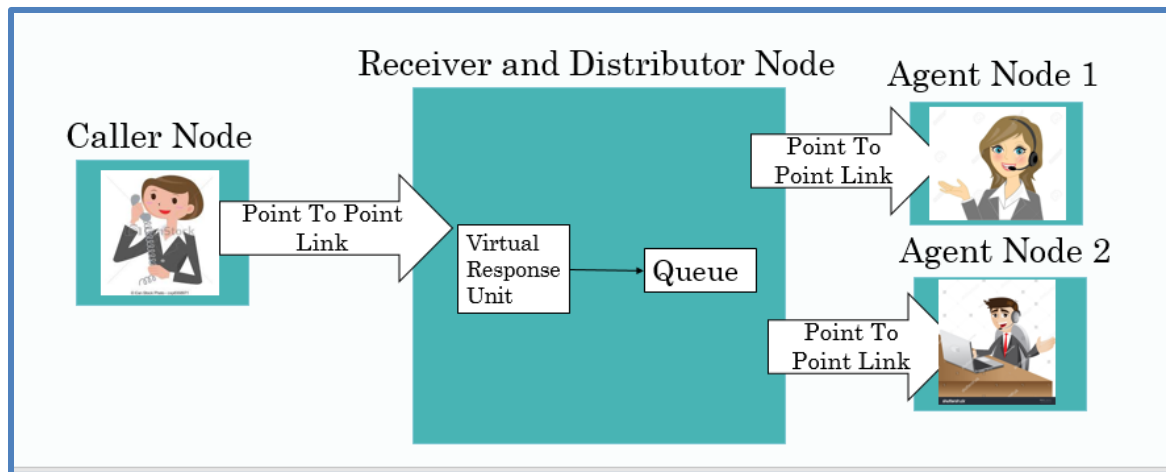 Receiver and Distributor Node
Agent Node 1
Caller Node
Point To
Point Link
Point To Point
Link
Virtual
Response
Unit
Queue
Agent Node 2
Point To
Point Link